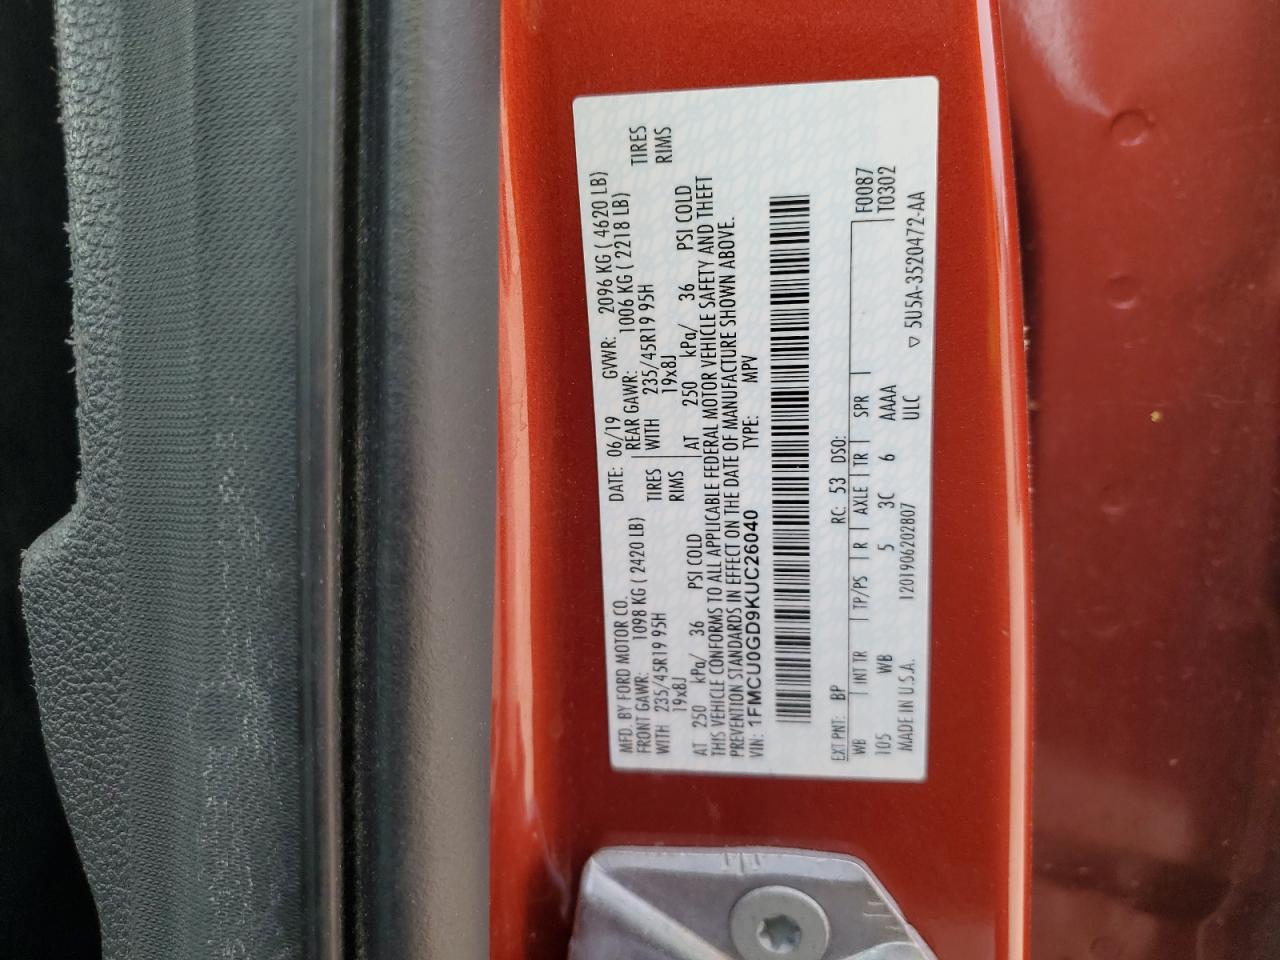 MFD. BY FORD MOTOR CO. DATE: 06/19 GVWR: 2096 KG ( 4620 LB)
FRONT GAWR: 1098 KG ( 2420 LB) REAR GAWR: 1006 KG ( 2218 LB)
WITH 235/45R19 95H TIRES WITH 235/45R19 95H TIRES
19x8J RIMS 19x8J RIMS
AT 250 kPa/ 36 PSI COLD AT 250 kPa/ 36 PSI COLD
THIS VEHICLE CONFORMS TO ALL APPLICABLE FEDERAL MOTOR VEHICLE SAFETY AND THEFT
PREVENTION STANDARDS IN EFFECT ON THE DATE OF MANUFACTURE SHOWN ABOVE.
VIN: 1FMCU0GD9KUC26040 TYPE: MPV
EXT PNT: BP RC: 53 DSO:
WB INT TR TP/PS R AXLE TR SPR F0087
105 WB 5 3C 6 AAAA T0302
MADE IN U.S.A. 1201906202807 ULC ▽ 5U5A-3520472-AA